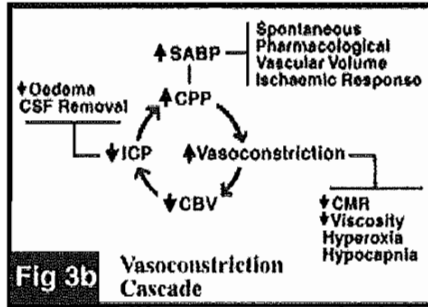 Spontaneous
↑ SABP
Pharmacological
Vascular Volume
Ischaemic Response
↓ Oedema
CSF Removal
↑ CPP
↓ ICP
↑ Vasoconstriction
↓ CBV
↓ CMR
↓ Viscosity
Hyperoxia
Hypocapnia
Fig 3b
Vasoconstriction
Cascade